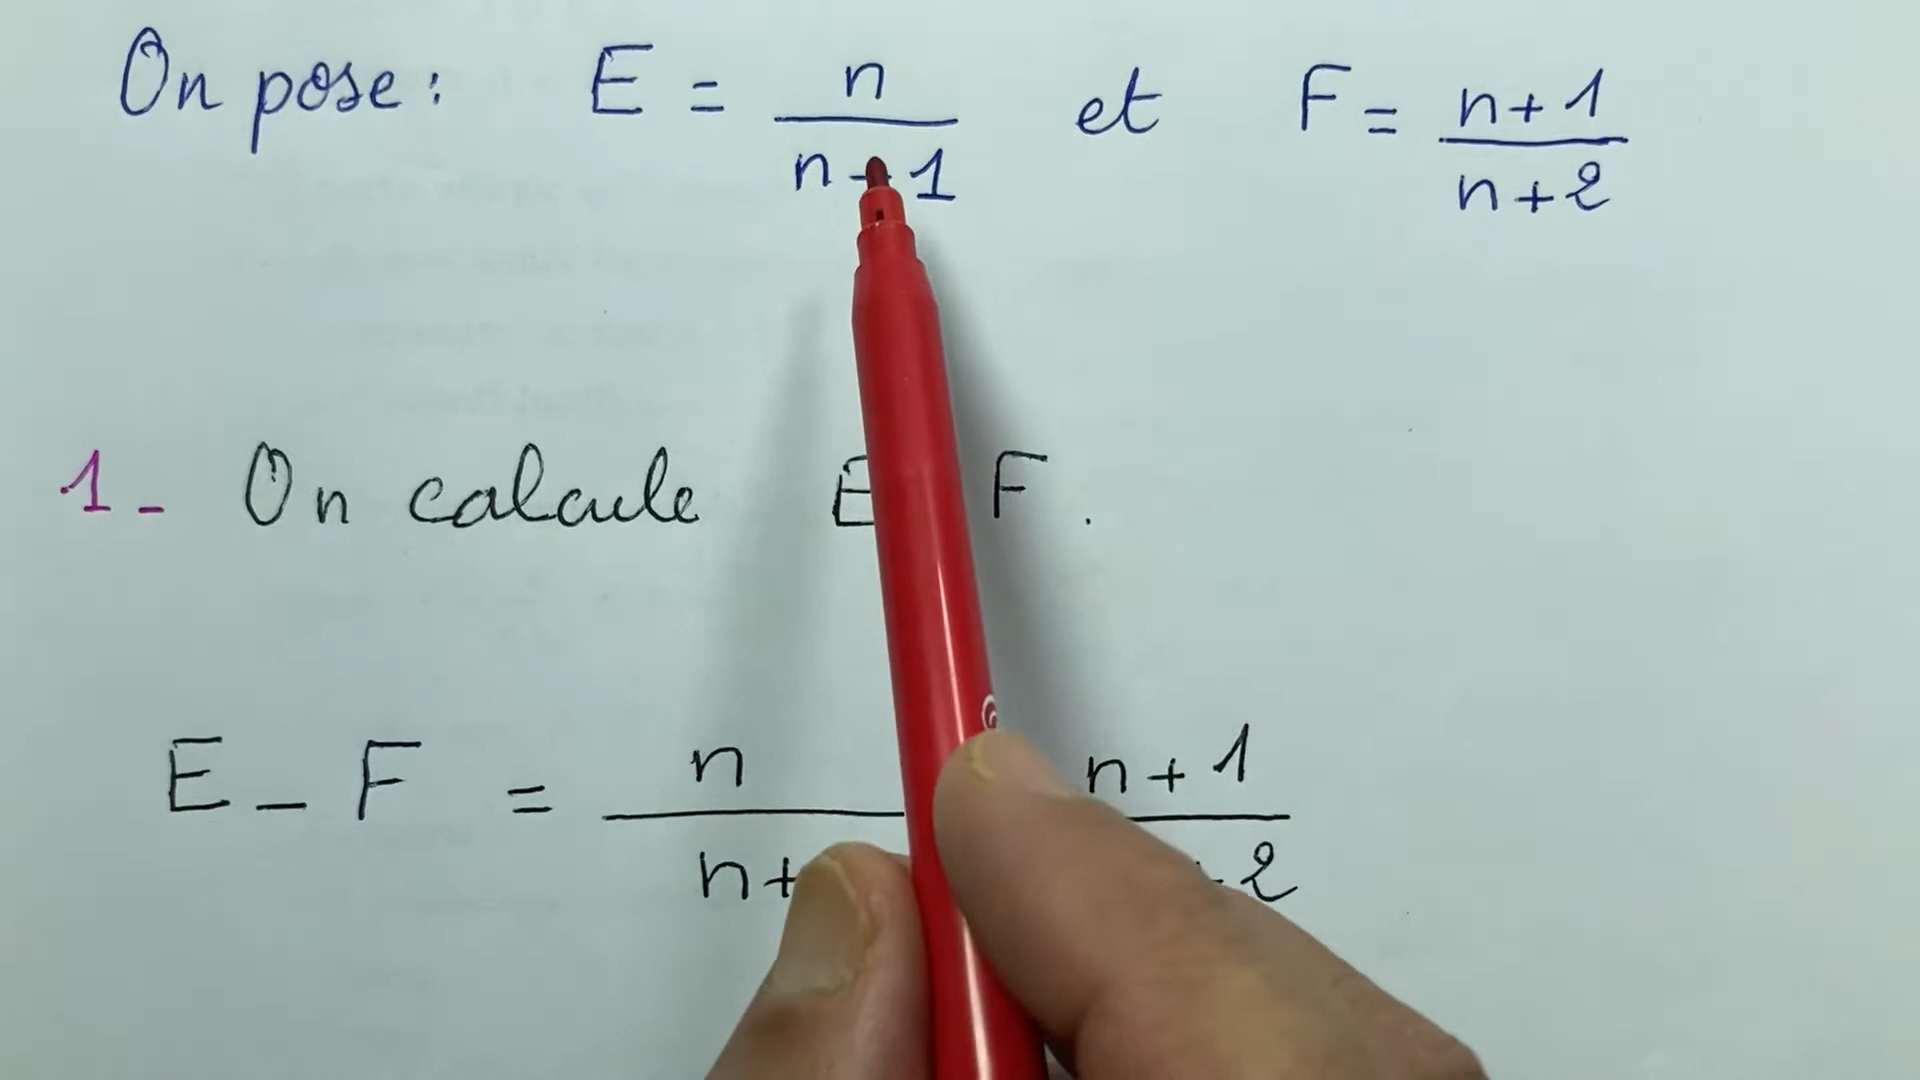 On pose : E = n/(n+1) et F = (n+1)/(n+2)
1- On calcule E F.
E - F = n/(n+ n+1/ 2